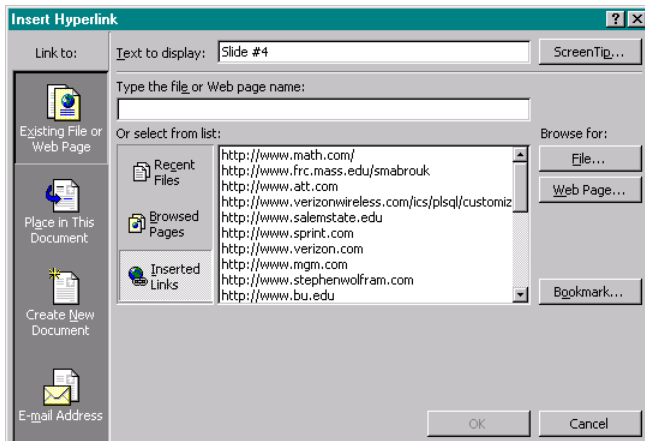 Insert Hyperlink
Link to:
Text to display:
Slide #4
ScreenTip...
Type the file or Web page name:
Existing File or
Web Page
Or select from list:
Browse for:
Recent
Files
http://www.math.com/
http://www.frc.mass.edu/smabrouk
http://www.att.com
http://www.verizonwireless.com/ics/plsql/customiz
http://www.salemstate.edu
http://www.sprint.com
http://www.verizon.com
http://www.mgm.com
http://www.stephenwolfram.com
http://www.bu.edu
File...
Web Page...
Place in This
Document
Browsed
Pages
Inserted
Links
Bookmark...
Create New
Document
E-mail Address
OK
Cancel